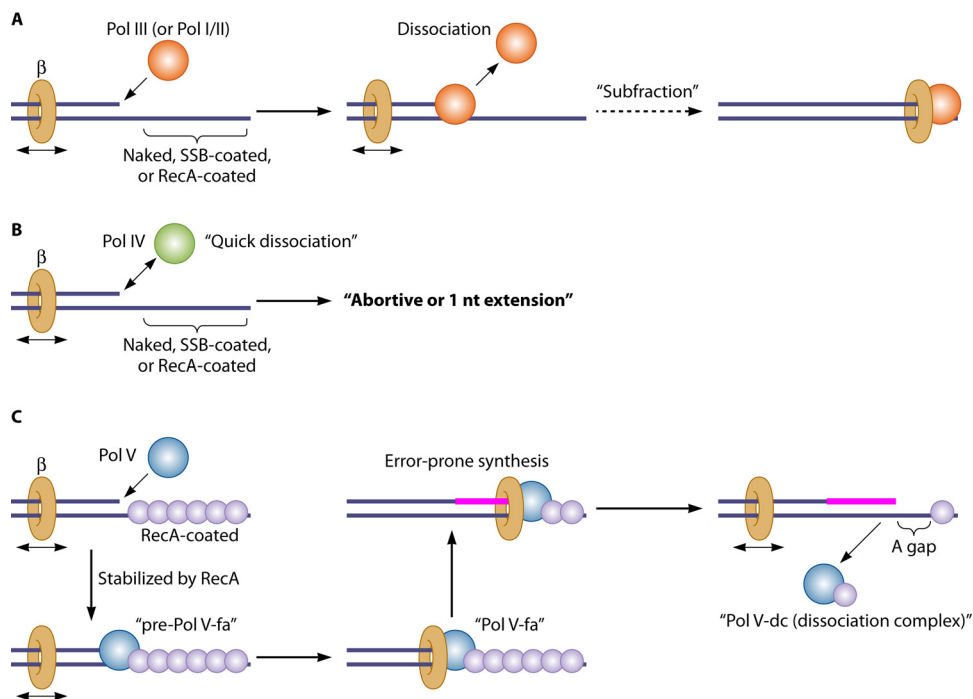 A
Pol III (or Pol I/II)
Dissociation
β
"Subfraction"
Naked, SSB-coated,
or RecA-coated
B
Pol IV
"Quick dissociation"
β
"Abortive or 1 nt extension"
Naked, SSB-coated,
or RecA-coated
C
Pol V
β
Error-prone synthesis
RecA-coated
A gap
Stabilized by RecA
"pre-Pol V-fa"
"Pol V-fa"
"Pol V-dc (dissociation complex)"